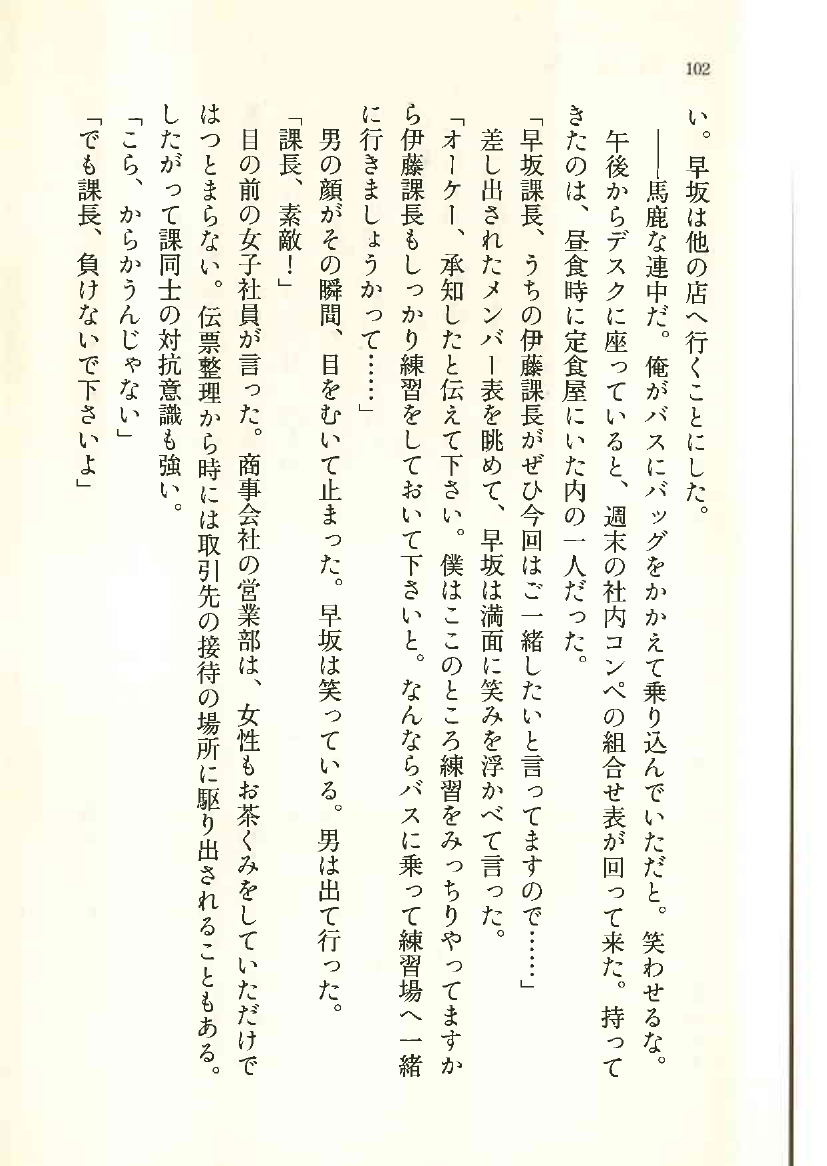 102
い。早坂は他の店へ行くことにした。
――馬鹿な連中だ。俺がバスにバッグをかかえて乗り込んでいただと。笑わせるな。
午後からデスクに座っていると、週末の社内コンペの組合せ表が回って来た。持って
きたのは、昼食時に定食屋にいた内の一人だった。
「早坂課長、うちの伊藤課長がぜひ今回はご一緒したいと言ってますので……」
差し出されたメンバー表を眺めて、早坂は満面に笑みを浮かべて言った。
「オーケー、承知したと伝えて下さい。僕はここのところ練習をみっちりやってますか
ら伊藤課長もしっかり練習をしておいて下さいと。なんならバスに乗って練習場へ一緒
に行きましょうかって……」
男の顔がその瞬間、目をむいて止まった。早坂は笑っている。男は出て行った。
「課長、素敵！」
目の前の女子社員が言った。商事会社の営業部は、女性もお茶くみをしていただけで
はつとまらない。伝票整理から時には取引先の接待の場所に駆り出されることもある。
したがって課同士の対抗意識も強い。
「こら、からかうんじゃない」
「でも課長、負けないで下さいよ」